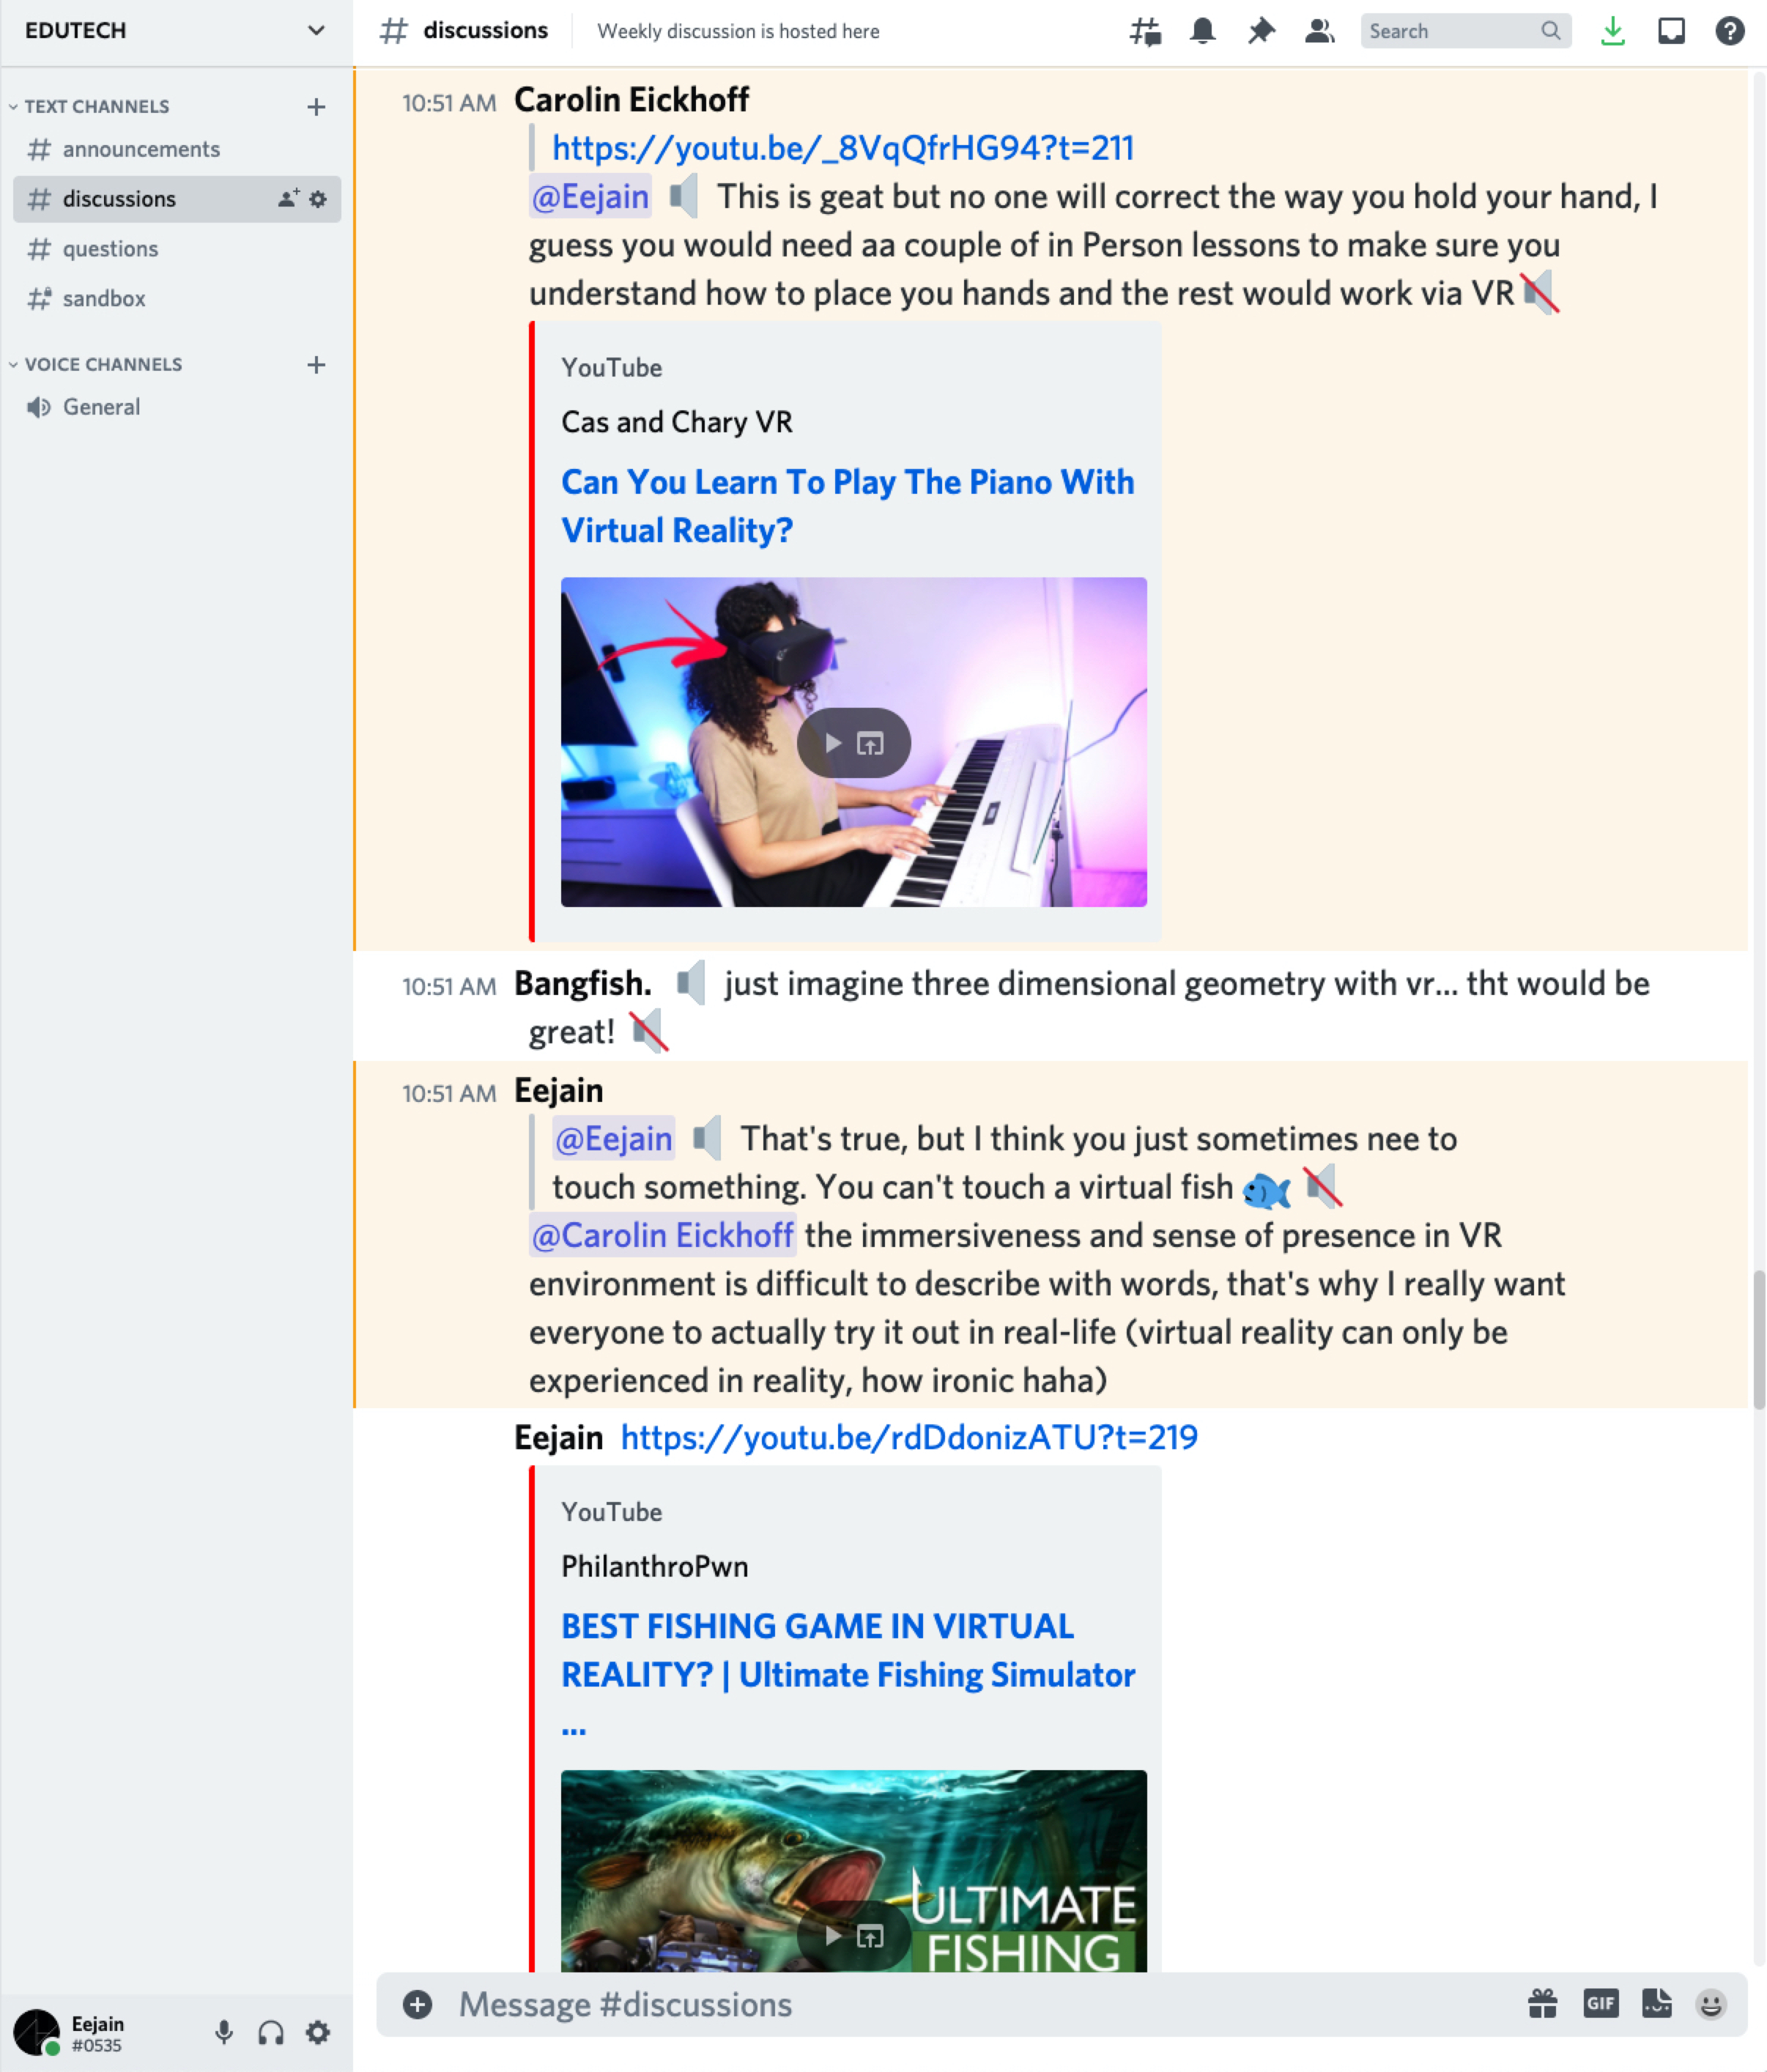 EDUTECH
TEXT CHANNELS
announcements
discussions
questions
sandbox
VOICE CHANNELS
General
Eejain
#0535
discussions
Weekly discussion is hosted here
Search
10:51 AM Carolin Eickhoff
https://youtu.be/_8VqQfrHG94?t=211
@Eejain 🔈 This is geat but no one will correct the way you hold your hand, I
guess you would need aa couple of in Person lessons to make sure you
understand how to place you hands and the rest would work via VR 🔇
YouTube
Cas and Chary VR
Can You Learn To Play The Piano With
Virtual Reality?
10:51 AM Bangfish. 🔈 just imagine three dimensional geometry with vr... tht would be
great! 🔇
10:51 AM Eejain
@Eejain 🔈 That's true, but I think you just sometimes nee to
touch something. You can't touch a virtual fish 🐟 🔇
@Carolin Eickhoff the immersiveness and sense of presence in VR
environment is difficult to describe with words, that's why I really want
everyone to actually try it out in real-life (virtual reality can only be
experienced in reality, how ironic haha)
Eejain https://youtu.be/rdDdonizATU?t=219
YouTube
PhilanthroPwn
BEST FISHING GAME IN VIRTUAL
REALITY? | Ultimate Fishing Simulator
...
ULTIMATE
FISHING
Message #discussions
GIF